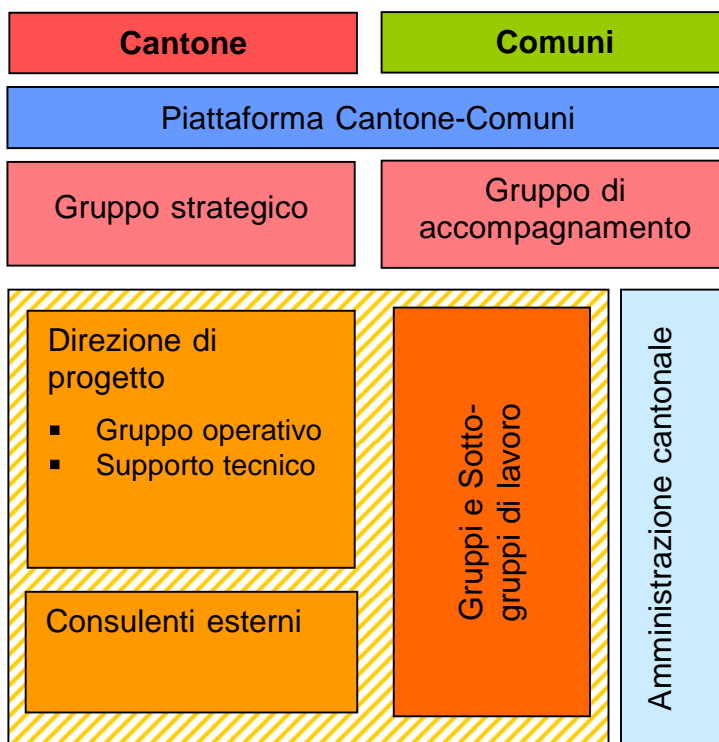 Cantone
Comuni
Piattaforma Cantone-Comuni
Gruppo strategico
Gruppo di
accompagnamento
Direzione di
progetto
▪ Gruppo operativo
▪ Supporto tecnico
Consulenti esterni
Gruppi e Sotto-
gruppi di lavoro
Amministrazione cantonale